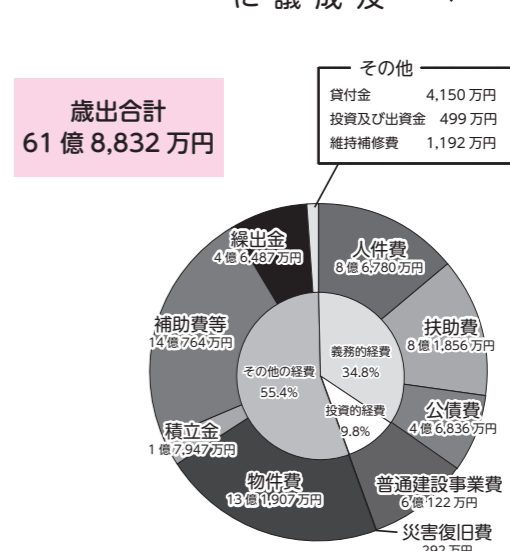 に 議 成 及
歳出合計
61 億 8,832 万円
その他
貸付金 4,150 万円
投資及び出資金 499 万円
維持補修費 1,192 万円
繰出金
4 億 6,487 万円
人件費
8 億 6,780 万円
補助費等
14 億 764 万円
扶助費
8 億 1,856 万円
義務的経費
34.8%
その他の経費
55.4%
投資的経費
9.8%
公債費
4 億 6,836 万円
積立金
1 億 7,947 万円
物件費
13 億 1,907 万円
普通建設事業費
6 億 122 万円
災害復旧費
292 万円